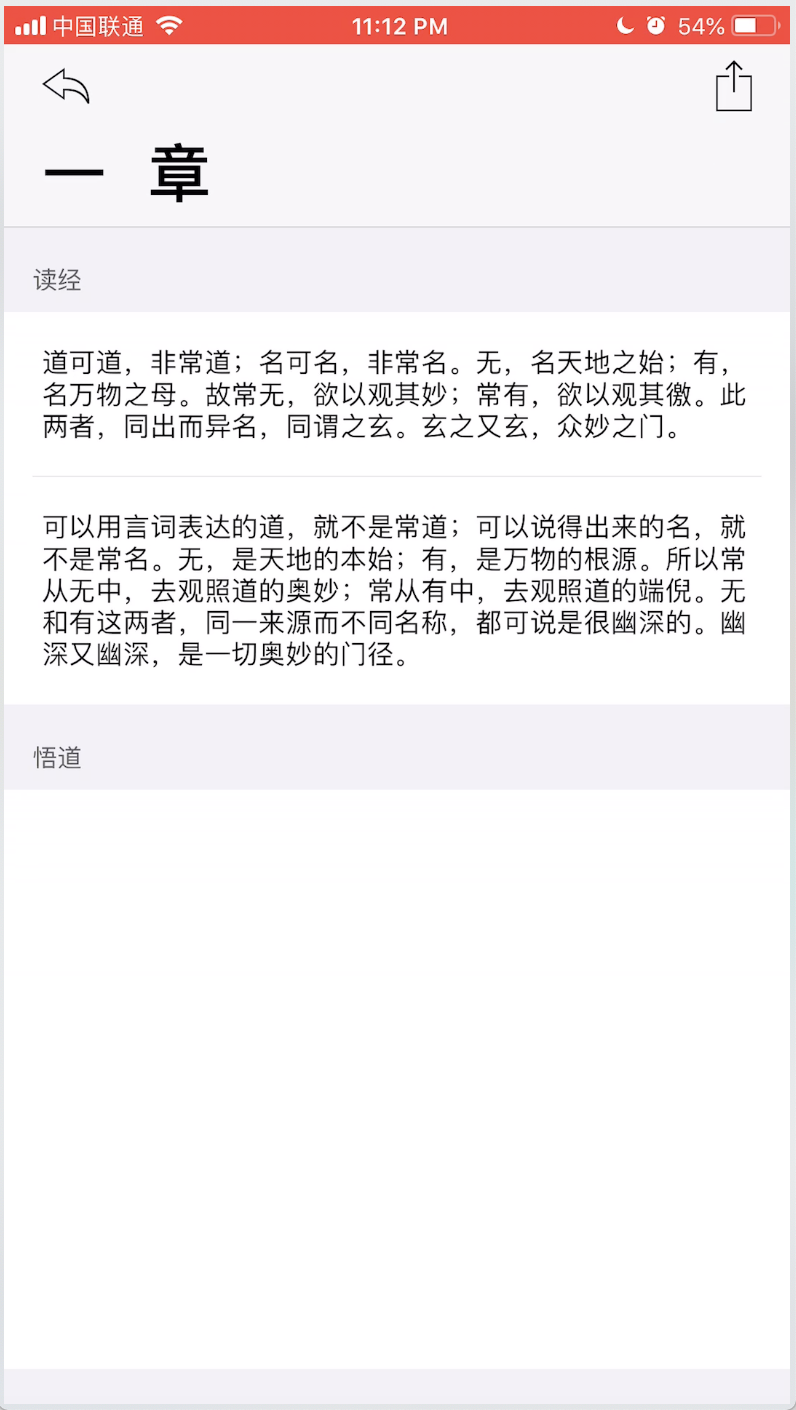 中国联通 11:12 PM 54%
一 章
读经
道可道，非常道；名可名，非常名。无，名天地之始；有，
名万物之母。故常无，欲以观其妙；常有，欲以观其徼。此
两者，同出而异名，同谓之玄。玄之又玄，众妙之门。
可以用言词表达的道，就不是常道；可以说得出来的名，就
不是常名。无，是天地的本始；有，是万物的根源。所以常
从无中，去观照道的奥妙；常从有中，去观照道的端倪。无
和有这两者，同一来源而不同名称，都可说是很幽深的。幽
深又幽深，是一切奥妙的门径。
悟道